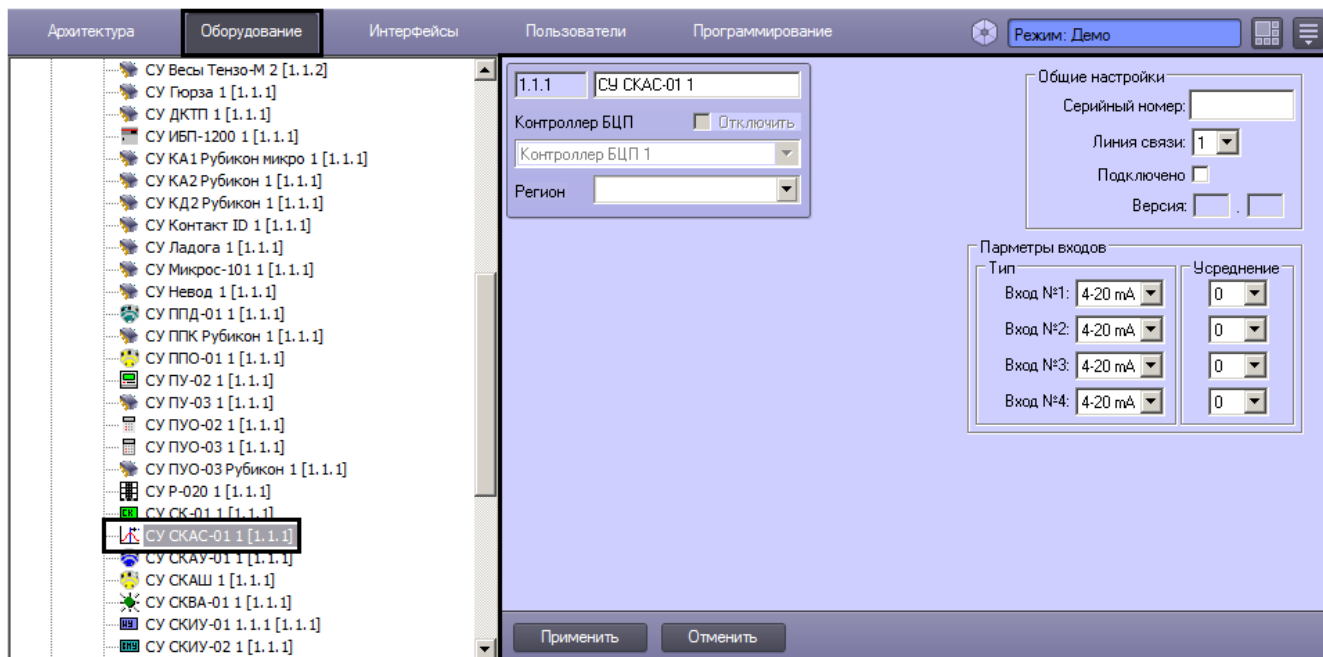 Архитектура Оборудование Интерфейсы Пользователи Программирование Режим: Демо
СУ Весы Тензо-М 2 [1.1.2]
СУ Гюрза 1 [1.1.1]
СУ ДКТП 1 [1.1.1]
СУ ИБП-1200 1 [1.1.1]
СУ КА1 Рубикон микро 1 [1.1.1]
СУ КА2 Рубикон 1 [1.1.1]
СУ КД2 Рубикон 1 [1.1.1]
СУ Контакт ID 1 [1.1.1]
СУ Ладога 1 [1.1.1]
СУ Микрос-101 1 [1.1.1]
СУ Невод 1 [1.1.1]
СУ ППД-01 1 [1.1.1]
СУ ППК Рубикон 1 [1.1.1]
СУ ППО-01 1 [1.1.1]
СУ ПУ-02 1 [1.1.1]
СУ ПУ-03 1 [1.1.1]
СУ ПУО-02 1 [1.1.1]
СУ ПУО-03 1 [1.1.1]
СУ ПУО-03 Рубикон 1 [1.1.1]
СУ Р-020 1 [1.1.1]
СУ СК-01 1 [1.1.1]
СУ СКАС-01 1 [1.1.1]
СУ СКАУ-01 1 [1.1.1]
СУ СКАШ 1 [1.1.1]
СУ СКВА-01 1 [1.1.1]
СУ СКИУ-01 1.1.1 [1.1.1]
СУ СКИУ-02 1 [1.1.1]
1.1.1 СУ СКАС-01 1
Контроллер БЦП Отключить
Контроллер БЦП 1
Регион
Общие настройки
Серийный номер:
Линия связи: 1
Подключено
Версия: .
Парметры входов
Тип Усреднение
Вход №1: 4-20 mA 0
Вход №2: 4-20 mA 0
Вход №3: 4-20 mA 0
Вход №4: 4-20 mA 0
Применить Отменить